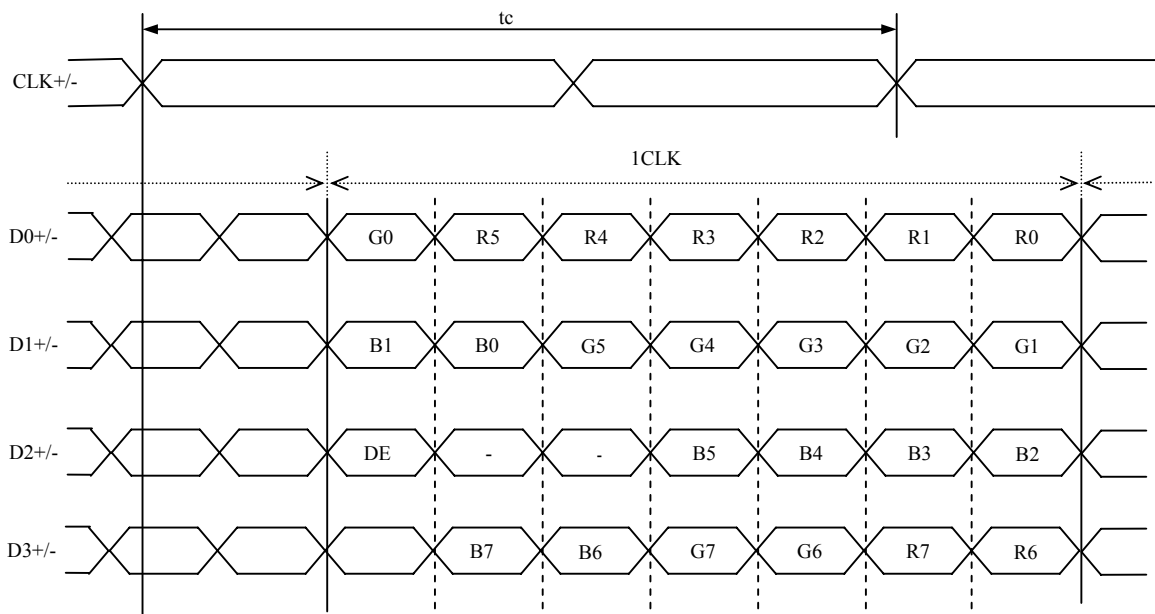 tc
CLK+/-
1CLK
D0+/- G0 R5 R4 R3 R2 R1 R0
D1+/- B1 B0 G5 G4 G3 G2 G1
D2+/- DE - - B5 B4 B3 B2
D3+/- B7 B6 G7 G6 R7 R6